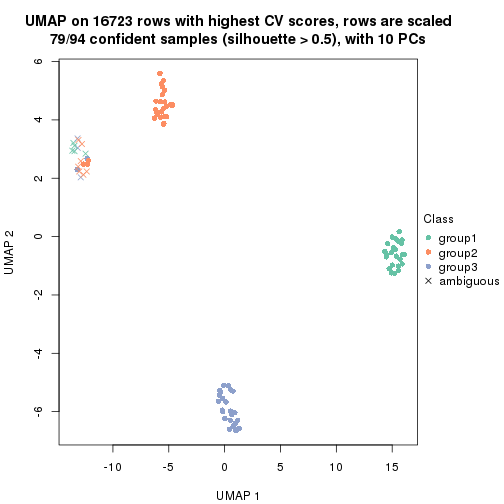 UMAP on 16723 rows with highest CV scores, rows are scaled
79/94 confident samples (silhouette > 0.5), with 10 PCs
6
4
2
0
-2
-4
-6
UMAP 2
-10
-5
0
5
10
15
UMAP 1
Class
group1
group2
group3
ambiguous